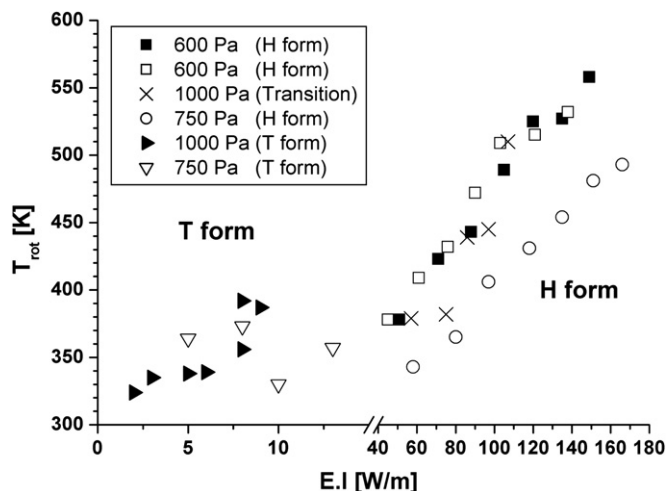 600
550
500
450
400
350
300
T_rot [K]
600 Pa (H form)
600 Pa (H form)
1000 Pa (Transition)
750 Pa (H form)
1000 Pa (T form)
750 Pa (T form)
T form
H form
0 5 10 40 60 80 100 120 140 160 180
E.I [W/m]